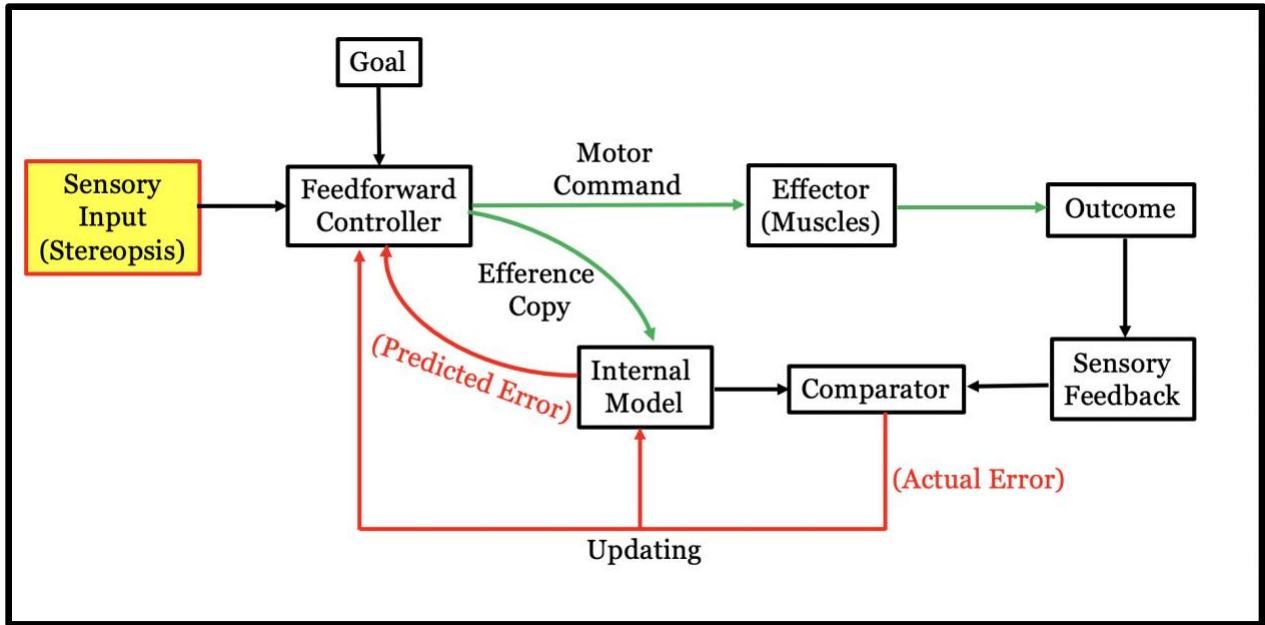 Goal
Sensory
Input
(Stereopsis)
Feedforward
Controller
Motor
Command
Effector
(Muscles)
Outcome
Efference
Copy
(Predicted Error)
Internal
Model
Comparator
Sensory
Feedback
(Actual Error)
Updating